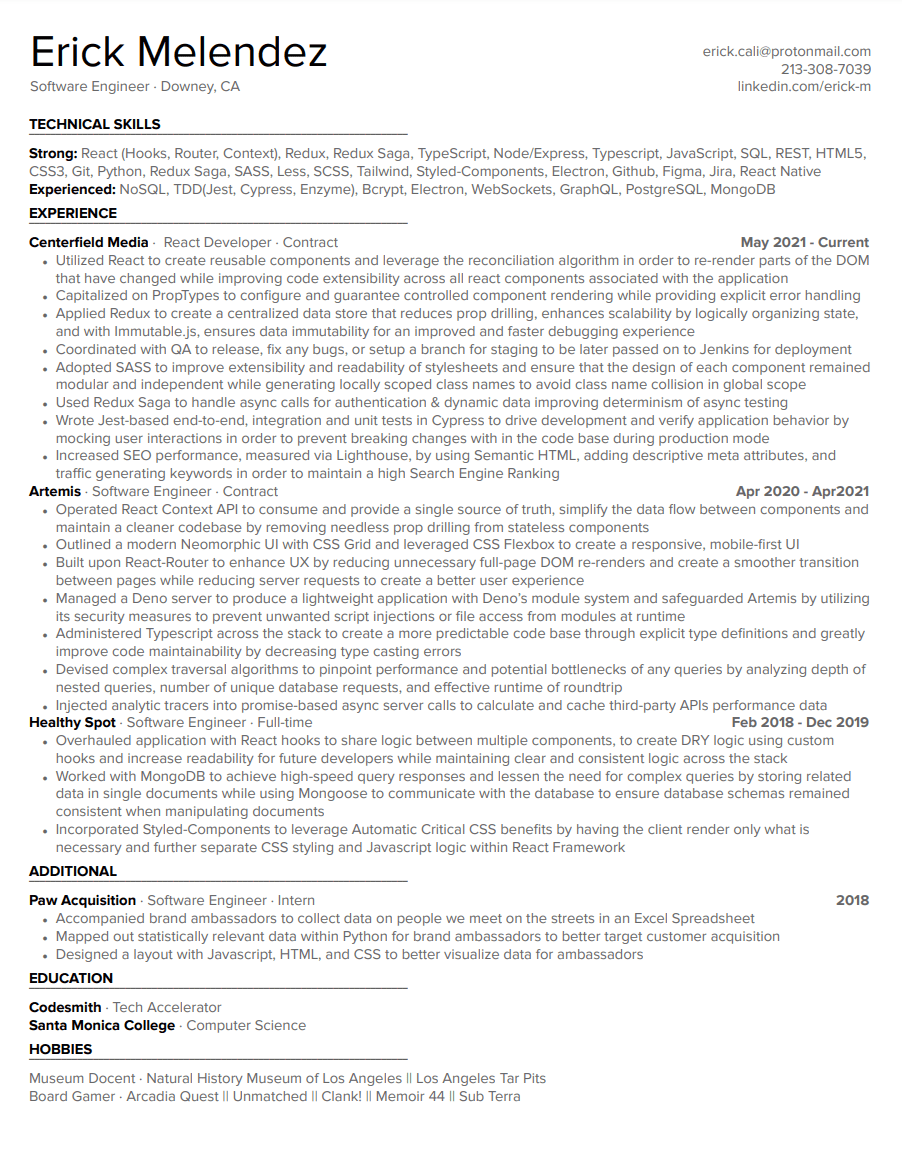 Erick Melendez
Software Engineer · Downey, CA
erick.cali@protonmail.com
213-308-7039
linkedin.com/erick-m
TECHNICAL SKILLS
Strong: React (Hooks, Router, Context), Redux, Redux Saga, TypeScript, Node/Express, Typescript, JavaScript, SQL, REST, HTML5,
CSS3, Git, Python, Redux Saga, SASS, Less, SCSS, Tailwind, Styled-Components, Electron, Github, Figma, Jira, React Native
Experienced: NoSQL, TDD(Jest, Cypress, Enzyme), Bcrypt, Electron, WebSockets, GraphQL, PostgreSQL, MongoDB
EXPERIENCE
Centerfield Media · React Developer · Contract May 2021 - Current
• Utilized React to create reusable components and leverage the reconciliation algorithm in order to re-render parts of the DOM
that have changed while improving code extensibility across all react components associated with the application
• Capitalized on PropTypes to configure and guarantee controlled component rendering while providing explicit error handling
• Applied Redux to create a centralized data store that reduces prop drilling, enhances scalability by logically organizing state,
and with Immutable.js, ensures data immutability for an improved and faster debugging experience
• Coordinated with QA to release, fix any bugs, or setup a branch for staging to be later passed on to Jenkins for deployment
• Adopted SASS to improve extensibility and readability of stylesheets and ensure that the design of each component remained
modular and independent while generating locally scoped class names to avoid class name collision in global scope
• Used Redux Saga to handle async calls for authentication & dynamic data improving determinism of async testing
• Wrote Jest-based end-to-end, integration and unit tests in Cypress to drive development and verify application behavior by
mocking user interactions in order to prevent breaking changes with in the code base during production mode
• Increased SEO performance, measured via Lighthouse, by using Semantic HTML, adding descriptive meta attributes, and
traffic generating keywords in order to maintain a high Search Engine Ranking
Artemis · Software Engineer · Contract Apr 2020 - Apr2021
• Operated React Context API to consume and provide a single source of truth, simplify the data flow between components and
maintain a cleaner codebase by removing needless prop drilling from stateless components
• Outlined a modern Neomorphic UI with CSS Grid and leveraged CSS Flexbox to create a responsive, mobile-first UI
• Built upon React-Router to enhance UX by reducing unnecessary full-page DOM re-renders and create a smoother transition
between pages while reducing server requests to create a better user experience
• Managed a Deno server to produce a lightweight application with Deno's module system and safeguarded Artemis by utilizing
its security measures to prevent unwanted script injections or file access from modules at runtime
• Administered Typescript across the stack to create a more predictable code base through explicit type definitions and greatly
improve code maintainability by decreasing type casting errors
• Devised complex traversal algorithms to pinpoint performance and potential bottlenecks of any queries by analyzing depth of
nested queries, number of unique database requests, and effective runtime of roundtrip
• Injected analytic tracers into promise-based async server calls to calculate and cache third-party APIs performance data
Healthy Spot · Software Engineer · Full-time Feb 2018 - Dec 2019
• Overhauled application with React hooks to share logic between multiple components, to create DRY logic using custom
hooks and increase readability for future developers while maintaining clear and consistent logic across the stack
• Worked with MongoDB to achieve high-speed query responses and lessen the need for complex queries by storing related
data in single documents while using Mongoose to communicate with the database to ensure database schemas remained
consistent when manipulating documents
• Incorporated Styled-Components to leverage Automatic Critical CSS benefits by having the client render only what is
necessary and further separate CSS styling and Javascript logic within React Framework
ADDITIONAL
Paw Acquisition · Software Engineer · Intern 2018
• Accompanied brand ambassadors to collect data on people we meet on the streets in an Excel Spreadsheet
• Mapped out statistically relevant data within Python for brand ambassadors to better target customer acquisition
• Designed a layout with Javascript, HTML, and CSS to better visualize data for ambassadors
EDUCATION
Codesmith · Tech Accelerator
Santa Monica College · Computer Science
HOBBIES
Museum Docent · Natural History Museum of Los Angeles || Los Angeles Tar Pits
Board Gamer · Arcadia Quest || Unmatched || Clank! || Memoir 44 || Sub Terra